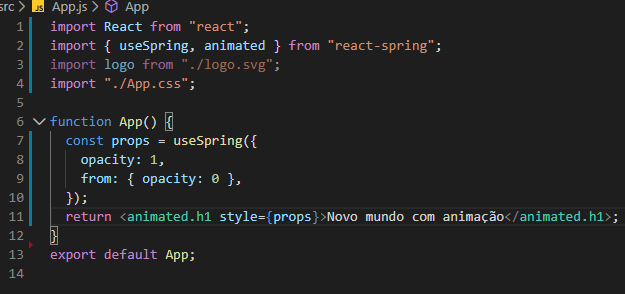 src > JS App.js > App
1 import React from "react";
2 import { useSpring, animated } from "react-spring";
3 import logo from "./logo.svg";
4 import "./App.css";
5
6 function App() {
7   const props = useSpring({
8     opacity: 1,
9     from: { opacity: 0 },
10   });
11   return <animated.h1 style={props}>Novo mundo com animação</animated.h1>;
12 }
13 export default App;
14